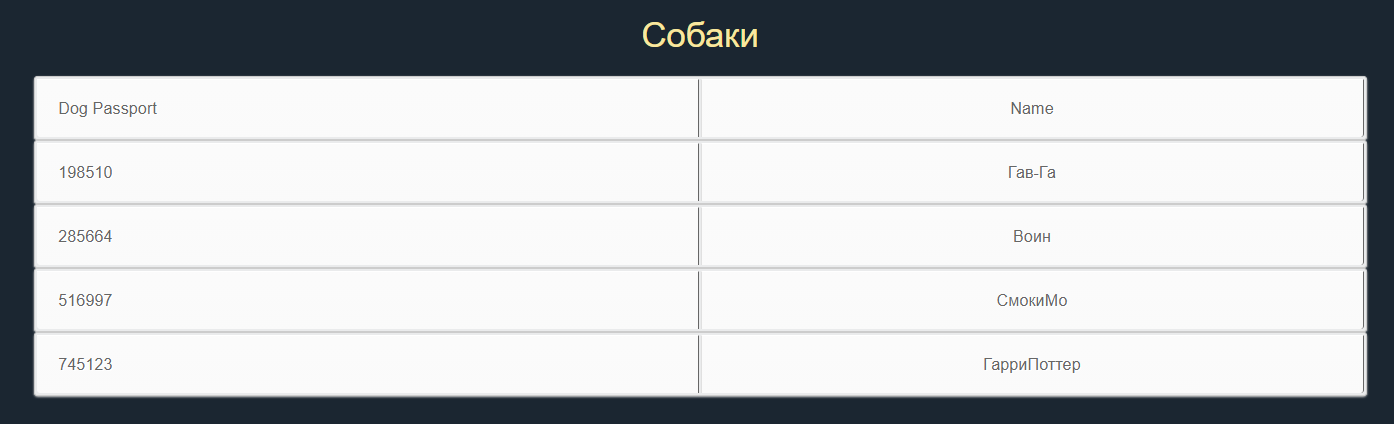 Собаки
Dog Passport Name
198510 Гав-Га
285664 Воин
516997 СмокиМо
745123 ГарриПоттер